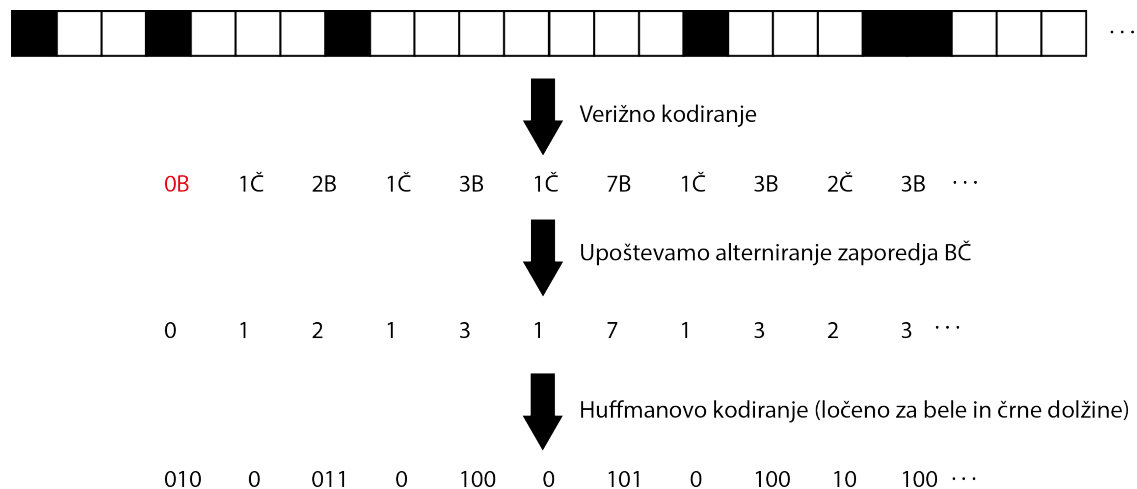 ...
Verižno kodiranje
0B 1Č 2B 1Č 3B 1Č 7B 1Č 3B 2Č 3B ...
Upoštevamo alterniranje zaporedja BČ
0 1 2 1 3 1 7 1 3 2 3 ...
Huffmanovo kodiranje (ločeno za bele in črne dolžine)
010 0 011 0 100 0 101 0 100 10 100 ...